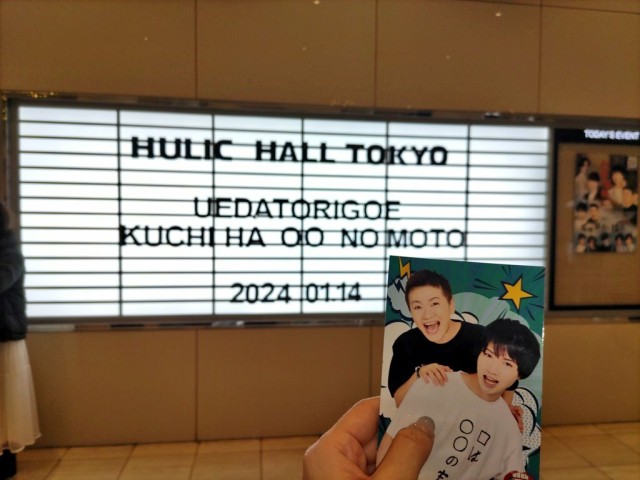 HULIC HALL TOKYO
UEDATORIGOE
KUCHI HA OO NO MOTO
2024 01.14
TODAY'S EVENT
口は
○○の